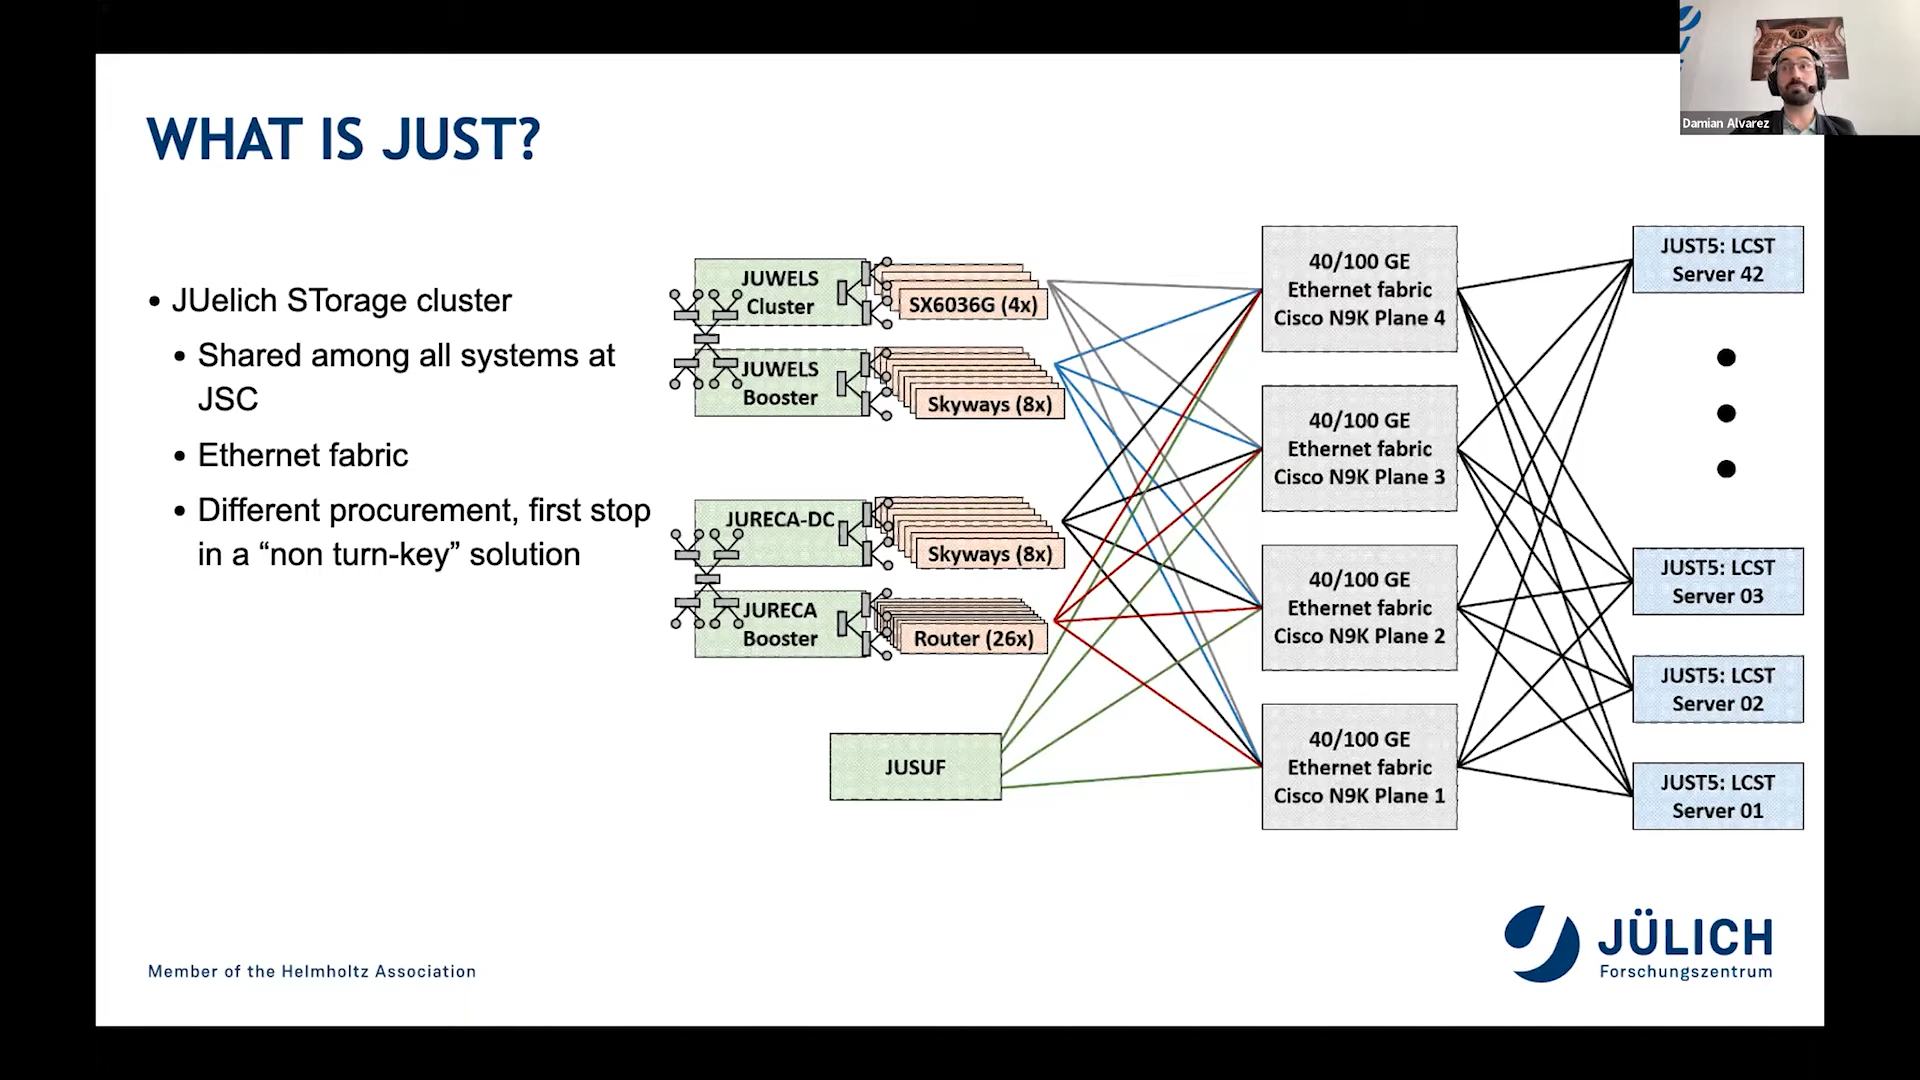 Damian Alvarez
WHAT IS JUST?
• JUelich STorage cluster
• Shared among all systems at
JSC
• Ethernet fabric
• Different procurement, first stop
in a “non turn-key” solution
JUWELS
Cluster
SX6036G (4x)
JUWELS
Booster
Skyways (8x)
JURECA-DC
Skyways (8x)
JURECA
Booster
Router (26x)
JUSUF
40/100 GE
Ethernet fabric
Cisco N9K Plane 4
40/100 GE
Ethernet fabric
Cisco N9K Plane 3
40/100 GE
Ethernet fabric
Cisco N9K Plane 2
40/100 GE
Ethernet fabric
Cisco N9K Plane 1
JUST5: LCST
Server 42
JUST5: LCST
Server 03
JUST5: LCST
Server 02
JUST5: LCST
Server 01
Member of the Helmholtz Association
JÜLICH
Forschungszentrum